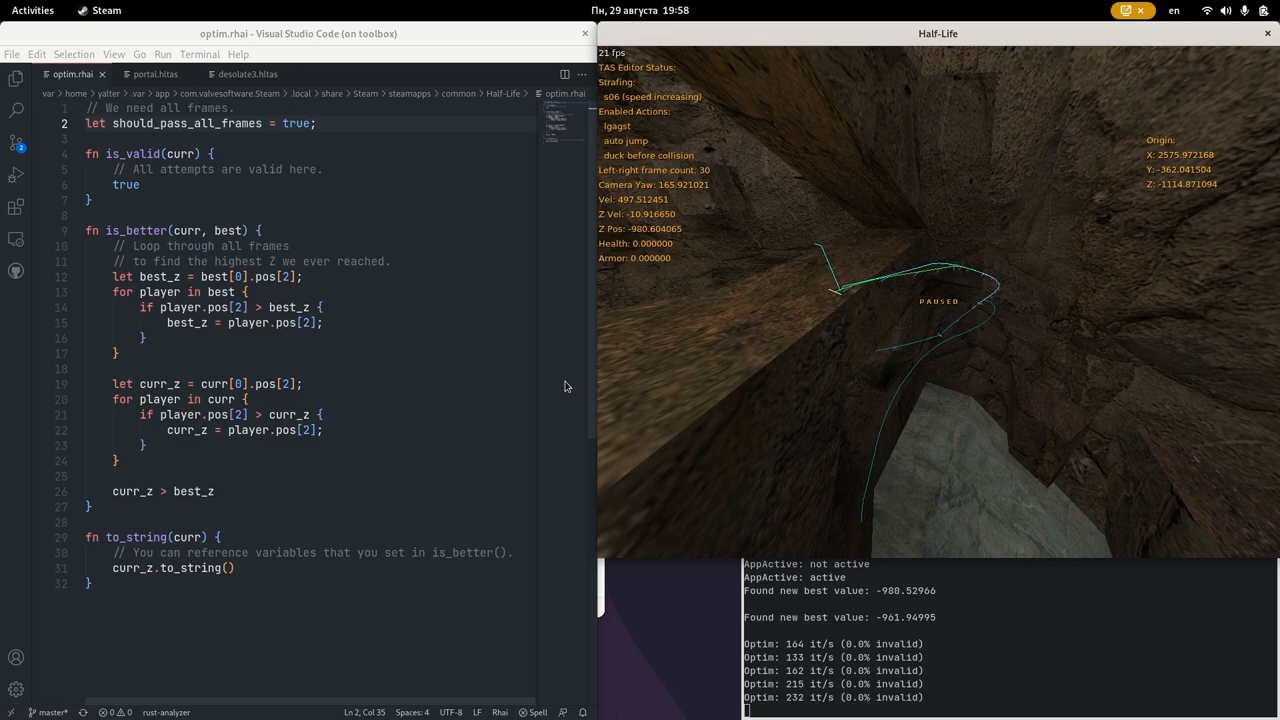 Activities Steam Пн, 29 августа 19:58 en
optim.rhai - Visual Studio Code (on toolbox)
File Edit Selection View Go Run Terminal Help
optim.rhai portal.hltas desolate3.hltas
var > home > yalter > .var > app > com.valvesoftware.Steam > .local > share > Steam > steamapps > common > Half-Life > optim.rhai
1 // We need all frames.
2 let should_pass_all_frames = true;
3
4 fn is_valid(curr) {
5 // All attempts are valid here.
6 true
7 }
8
9 fn is_better(curr, best) {
10 // Loop through all frames
11 // to find the highest Z we ever reached.
12 let best_z = best[0].pos[2];
13 for player in best {
14 if player.pos[2] > best_z {
15 best_z = player.pos[2];
16 }
17 }
18
19 let curr_z = curr[0].pos[2];
20 for player in curr {
21 if player.pos[2] > curr_z {
22 curr_z = player.pos[2];
23 }
24 }
25
26 curr_z > best_z
27 }
28
29 fn to_string(curr) {
30 // You can reference variables that you set in is_better().
31 curr_z.to_string()
32 }
2
master* 0 0 rust-analyzer Ln 2, Col 35 Spaces: 4 UTF-8 LF Rhai Spell
Half-Life
21 fps
TAS Editor Status:
Strafing:
s06 (speed increasing)
Enabled Actions:
lgagst
auto jump
duck before collision
Left-right frame count: 30
Camera Yaw: 165.921021
Vel: 497.512451
Z Vel: -10.916650
Z Pos: -980.604065
Health: 0.000000
Armor: 0.000000
Origin:
X: 2575.972168
Y: -362.041504
Z: -1114.871094
PAUSED
AppActive: not active
AppActive: active
Found new best value: -980.52966
Found new best value: -961.94995
Optim: 164 it/s (0.0% invalid)
Optim: 133 it/s (0.0% invalid)
Optim: 162 it/s (0.0% invalid)
Optim: 215 it/s (0.0% invalid)
Optim: 232 it/s (0.0% invalid)